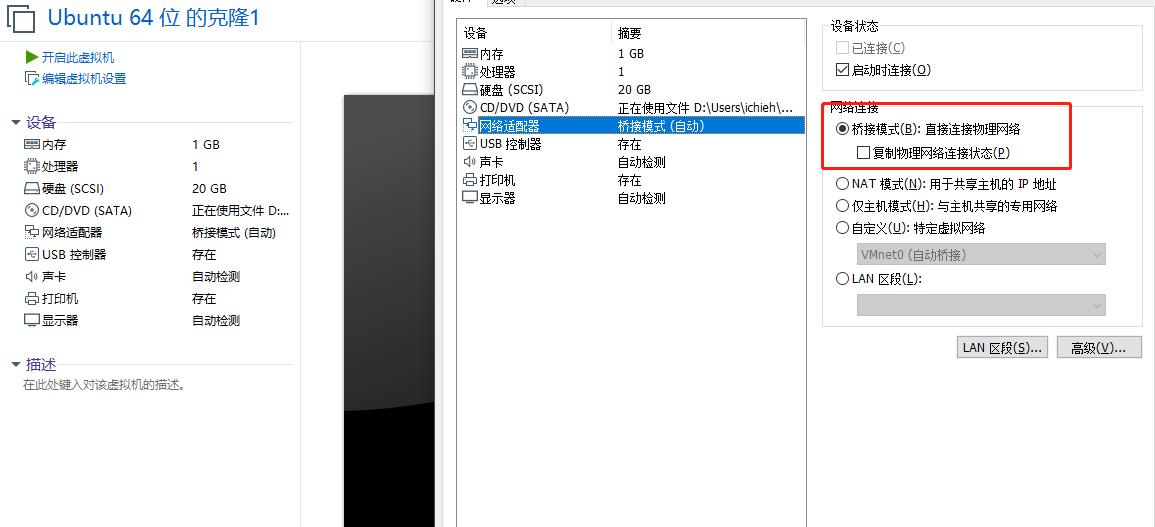 Ubuntu 64 位 的克隆1
开启此虚拟机
编辑虚拟机设置
设备
内存 1 GB
处理器 1
硬盘 (SCSI) 20 GB
CD/DVD (SATA) 正在使用文件 D:...
网络适配器 桥接模式 (自动)
USB 控制器 存在
声卡 自动检测
打印机 存在
显示器 自动检测
描述
在此处键入对该虚拟机的描述。
设备 摘要
内存 1 GB
处理器 1
硬盘 (SCSI) 20 GB
CD/DVD (SATA) 正在使用文件 D:\Users\ichieh\...
网络适配器 桥接模式 (自动)
USB 控制器 存在
声卡 自动检测
打印机 存在
显示器 自动检测
设备状态
已连接(C)
启动时连接(O)
网络连接
桥接模式(B): 直接连接物理网络
复制物理网络连接状态(P)
NAT 模式(N): 用于共享主机的 IP 地址
仅主机模式(H): 与主机共享的专用网络
自定义(U): 特定虚拟网络
VMnet0 (自动桥接)
LAN 区段(L):
LAN 区段(S)... 高级(V)...